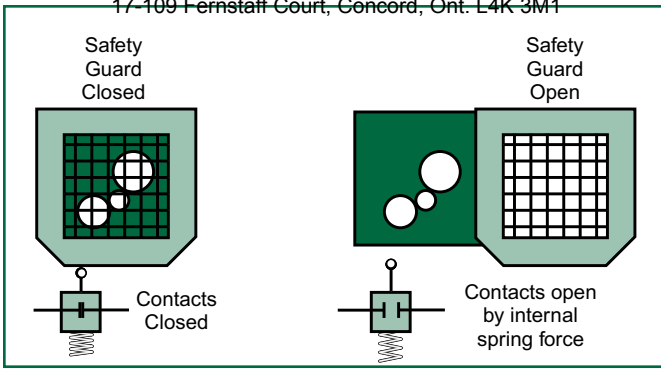 17-109 Fernstaff Court, Concord, Ont. L4K 3M1
Safety
Guard
Closed
Safety
Guard
Open
Contacts
Closed
Contacts open
by internal
spring force